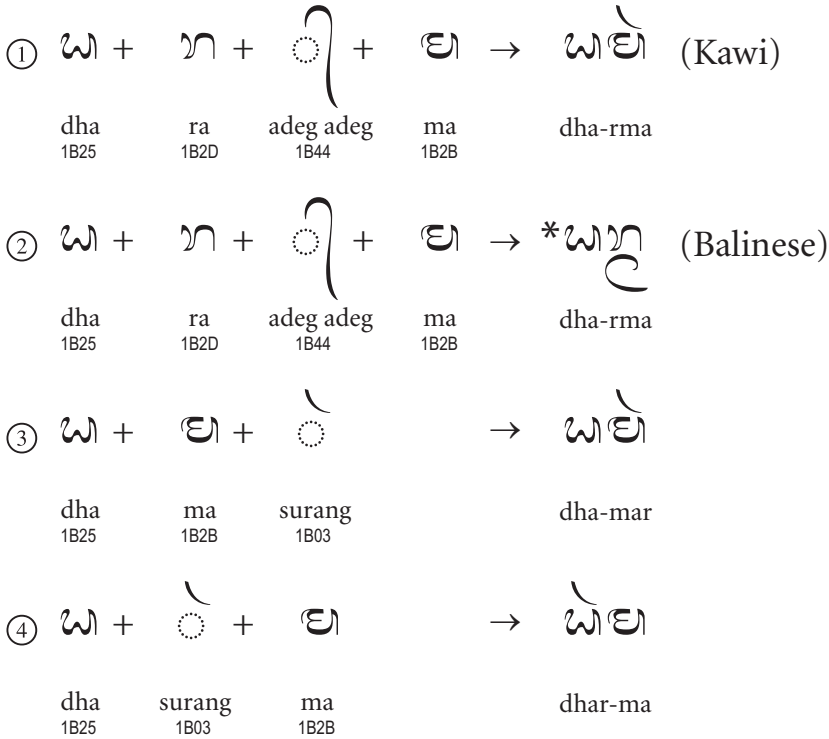 ① ᬥ + ᬭ + ◌᭄ + ᬫ → ᬥᬫᬃ (Kawi)
dha ra adeg adeg ma dha-rma
1B25 1B2D 1B44 1B2B
② ᬥ + ᬭ + ◌᭄ + ᬫ → *ᬥᬭ᭄ᬫ (Balinese)
dha ra adeg adeg ma dha-rma
1B25 1B2D 1B44 1B2B
③ ᬥ + ᬫ + ◌ᬃ → ᬥᬫᬃ
dha ma surang dha-mar
1B25 1B2B 1B03
④ ᬥ + ◌ᬃ + ᬫ → ᬥᬃᬫ
dha surang ma dhar-ma
1B25 1B03 1B2B